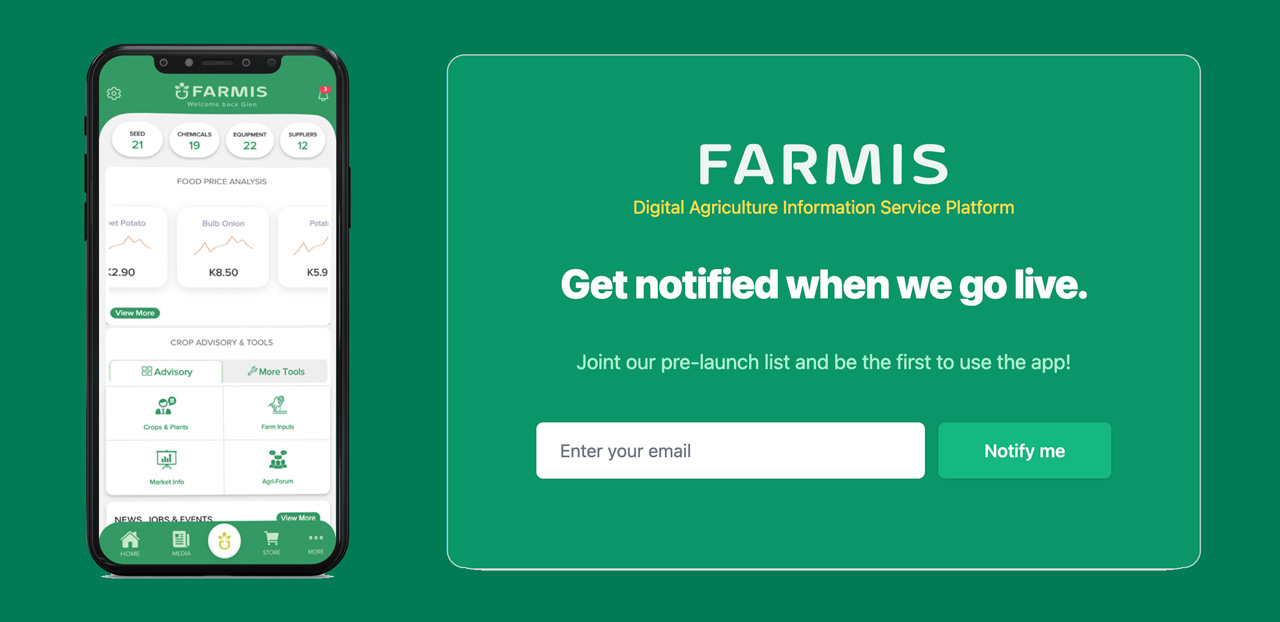 FARMIS
Welcome back Glen
3
SEED
21
CHEMICALS
19
EQUIPMENT
22
SUPPLIERS
12
FOOD PRICE ANALYSIS
et Potato
K2.90
Bulb Onion
K8.50
Potat
K5.9
View More
CROP ADVISORY & TOOLS
Advisory
More Tools
Crops & Plants
Farm Inputs
Market Info
Agri-Forum
NEWS, JOBS & EVENTS
View More
HOME
MEDIA
STORE
MORE
FARMIS
Digital Agriculture Information Service Platform
Get notified when we go live.
Joint our pre-launch list and be the first to use the app!
Enter your email
Notify me